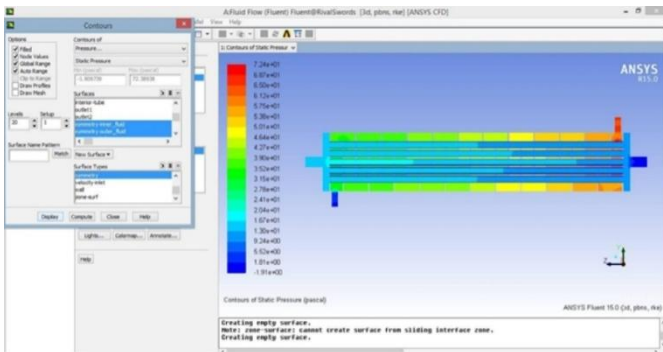 A:Fluid Flow (Fluent) Fluent@RivalSwords [3d, pbns, rke] [ANSYS CFD]
Contours
View Help
Options
Contours of
Filled
Node Values
Global Range
Auto Range
Clip to Range
Draw Profiles
Draw Mesh
Pressure...
Static Pressure
Surfaces
interior-tube
outlet1
outlet2
symmetry-inner_fluid
symmetry-outer_fluid
Levels
Setup
20
1
Surface Name Pattern
Match
New Surface
Surface Types
symmetry
velocity-inlet
wall
zone-surf
Display
Compute
Close
Help
Lights...
Colormap...
Annotate...
Help
1: Contours of Static Pressur
7.24e+01
6.87e+01
6.50e+01
6.12e+01
5.75e+01
5.38e+01
5.01e+01
4.64e+01
4.27e+01
3.90e+01
3.52e+01
3.15e+01
2.78e+01
2.41e+01
2.04e+01
1.67e+01
1.30e+01
9.24e+00
5.52e+00
1.81e+00
-1.91e+00
ANSYS
R15.0
Z
Contours of Static Pressure (pascal)
ANSYS Fluent 15.0 (3d, pbns, rke)
Creating empty surface.
Note: zone-surface: cannot create surface from sliding interface zone.
Creating empty surface.